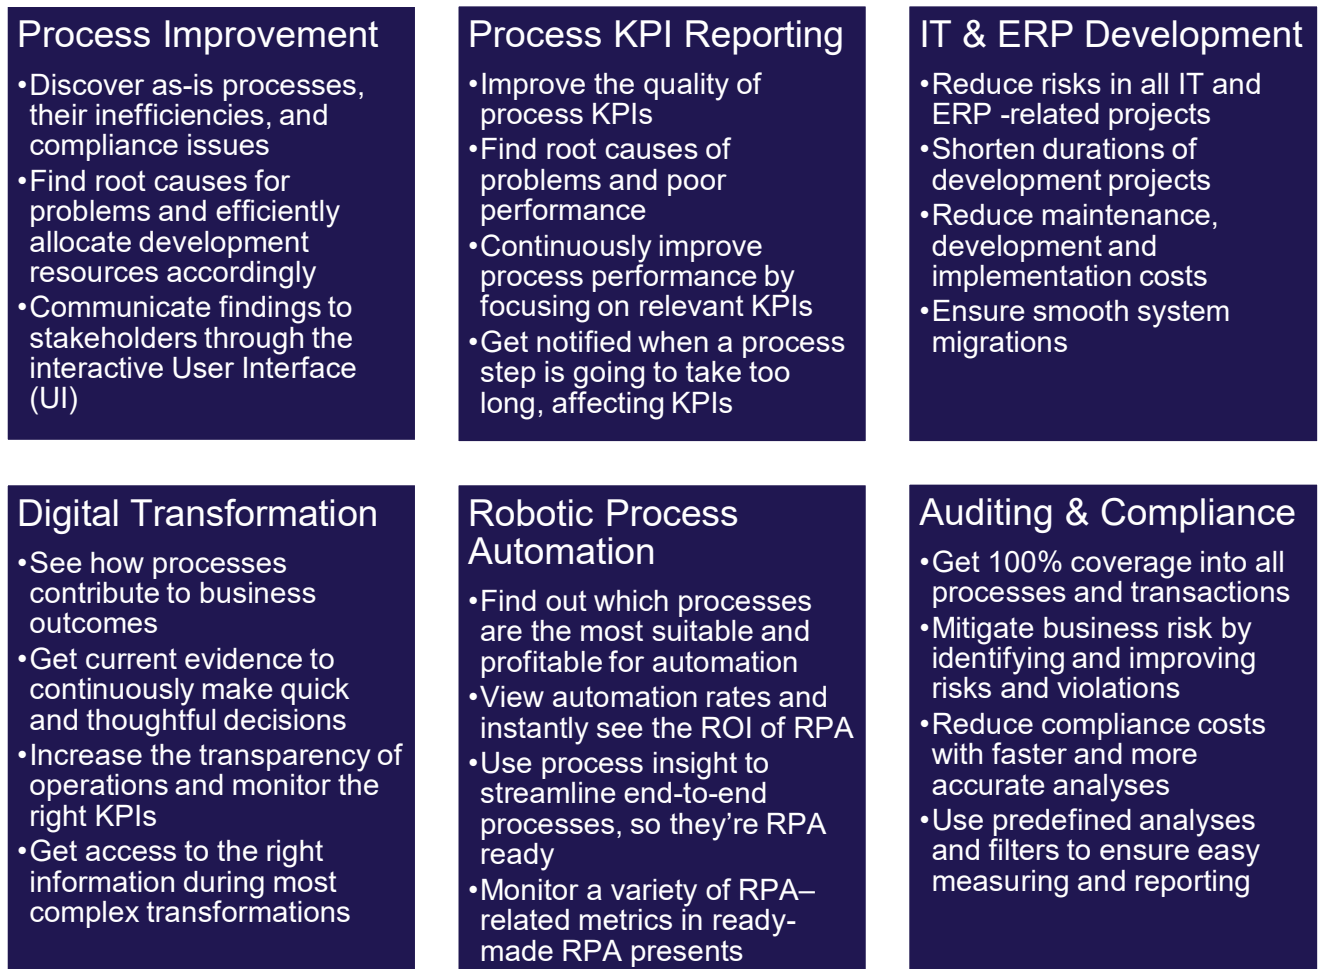 Process Improvement
•Discover as-is processes,
their inefficiencies, and
compliance issues
•Find root causes for
problems and efficiently
allocate development
resources accordingly
•Communicate findings to
stakeholders through the
interactive User Interface
(UI)
Process KPI Reporting
•Improve the quality of
process KPIs
•Find root causes of
problems and poor
performance
•Continuously improve
process performance by
focusing on relevant KPIs
•Get notified when a process
step is going to take too
long, affecting KPIs
IT & ERP Development
•Reduce risks in all IT and
ERP -related projects
•Shorten durations of
development projects
•Reduce maintenance,
development and
implementation costs
•Ensure smooth system
migrations
Digital Transformation
•See how processes
contribute to business
outcomes
•Get current evidence to
continuously make quick
and thoughtful decisions
•Increase the transparency of
operations and monitor the
right KPIs
•Get access to the right
information during most
complex transformations
Robotic Process
Automation
•Find out which processes
are the most suitable and
profitable for automation
•View automation rates and
instantly see the ROI of RPA
•Use process insight to
streamline end-to-end
processes, so they’re RPA
ready
•Monitor a variety of RPA–
related metrics in ready-
made RPA presents
Auditing & Compliance
•Get 100% coverage into all
processes and transactions
•Mitigate business risk by
identifying and improving
risks and violations
•Reduce compliance costs
with faster and more
accurate analyses
•Use predefined analyses
and filters to ensure easy
measuring and reporting